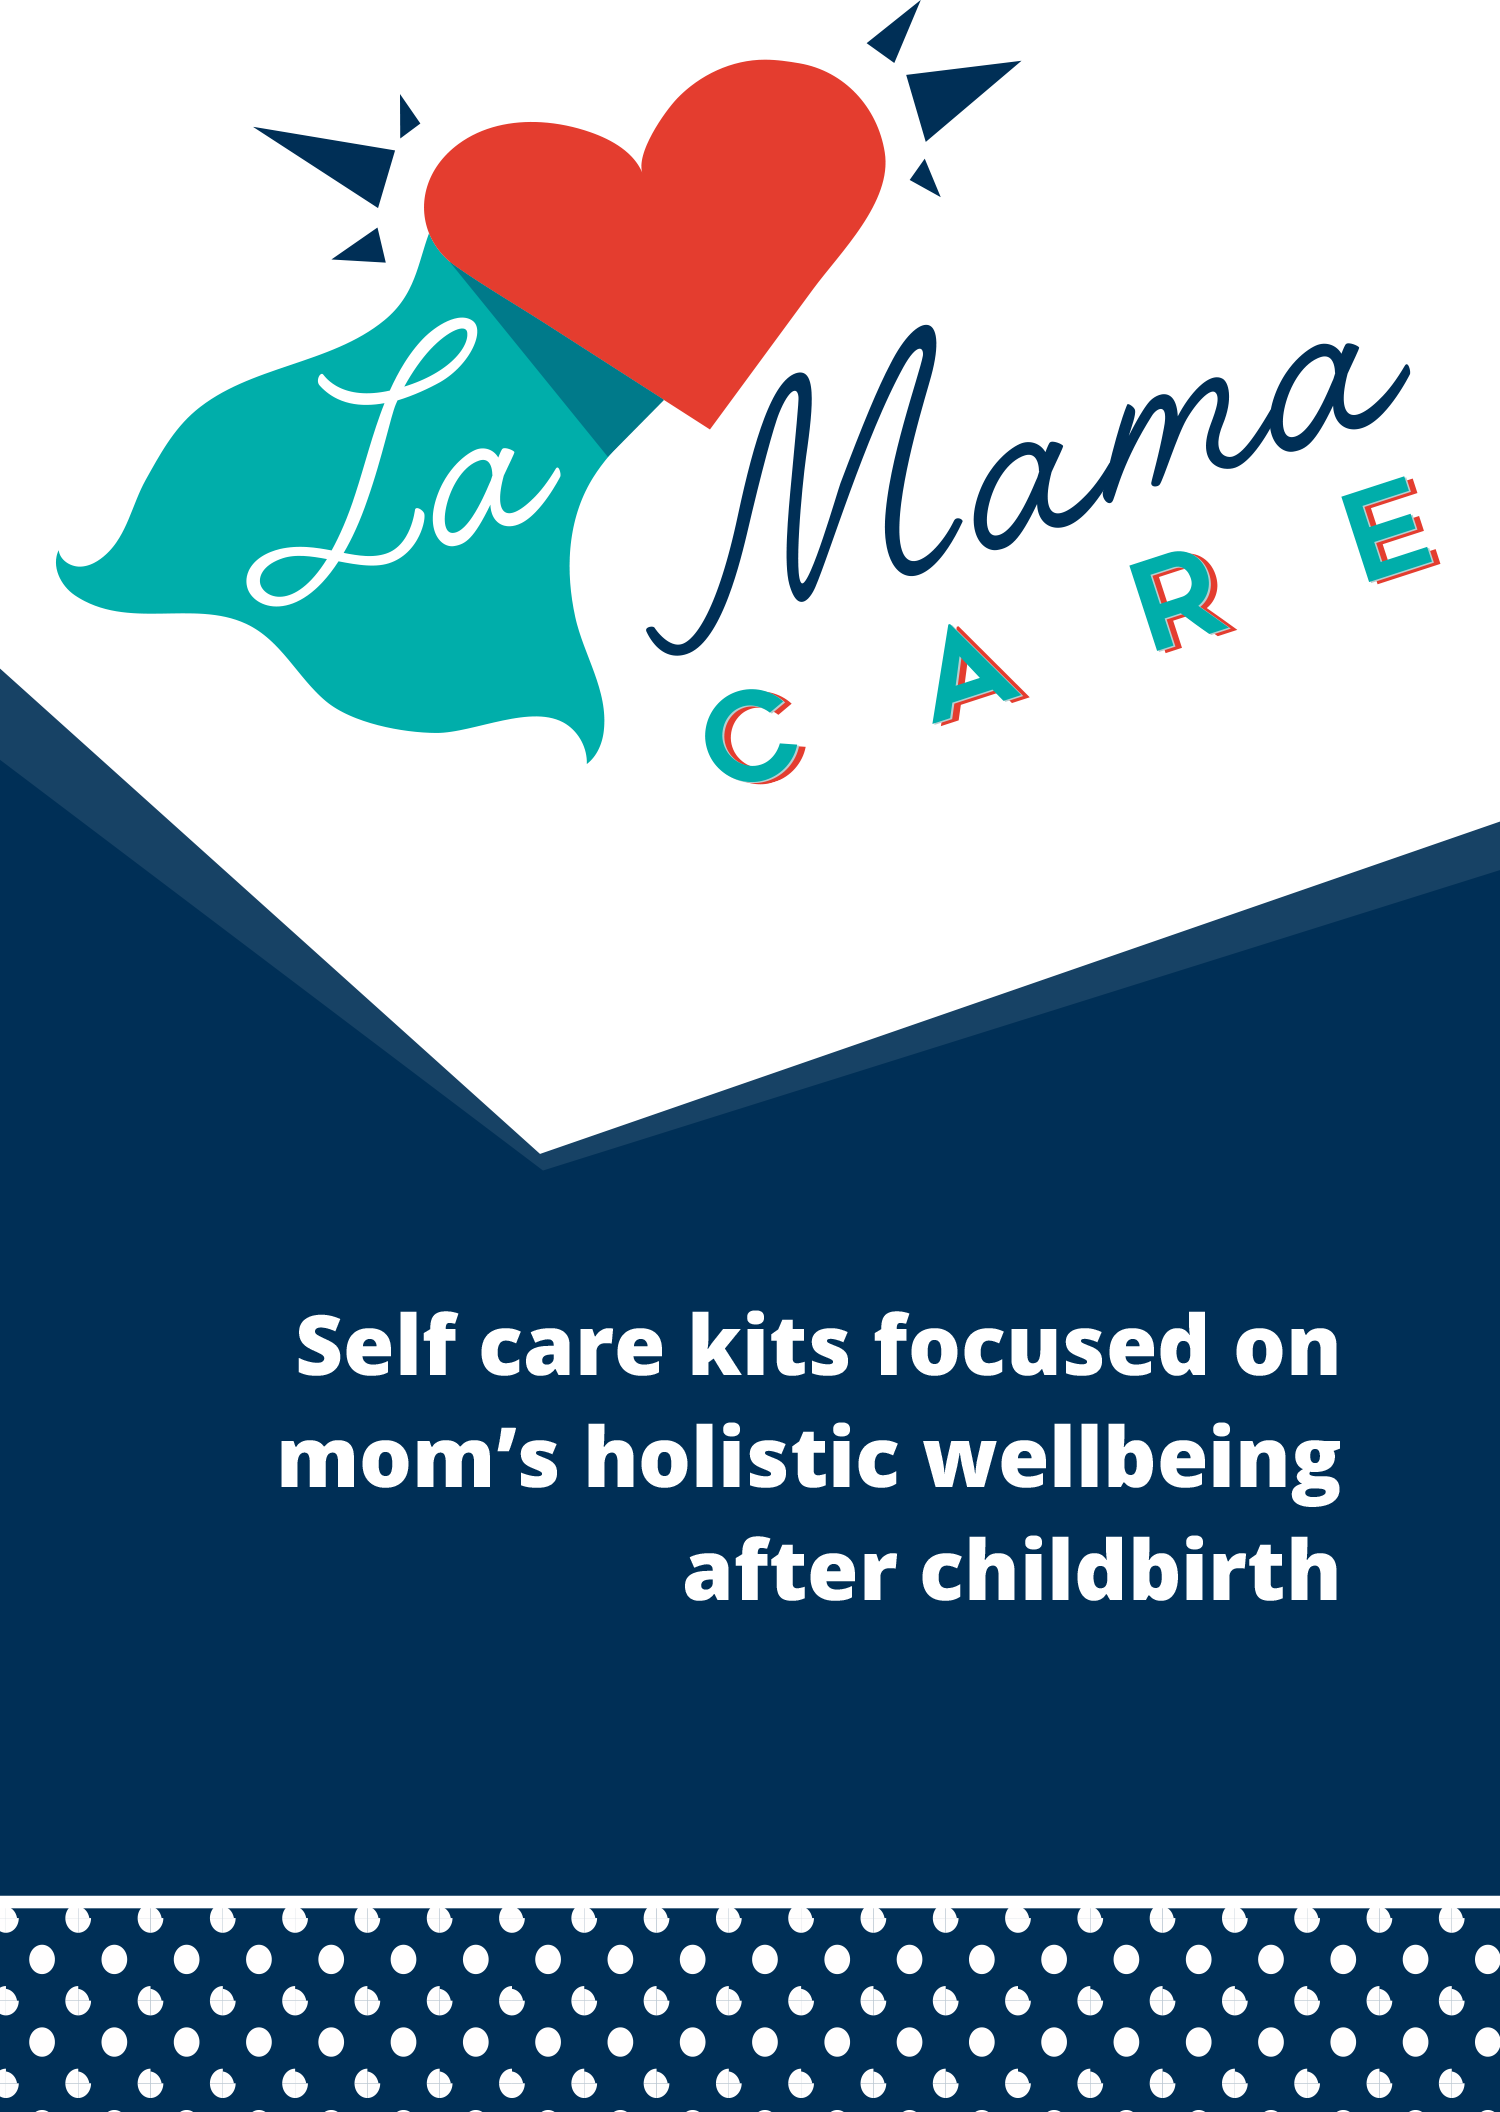 La Mama
CARE
Self care kits focused on
mom’s holistic wellbeing
after childbirth